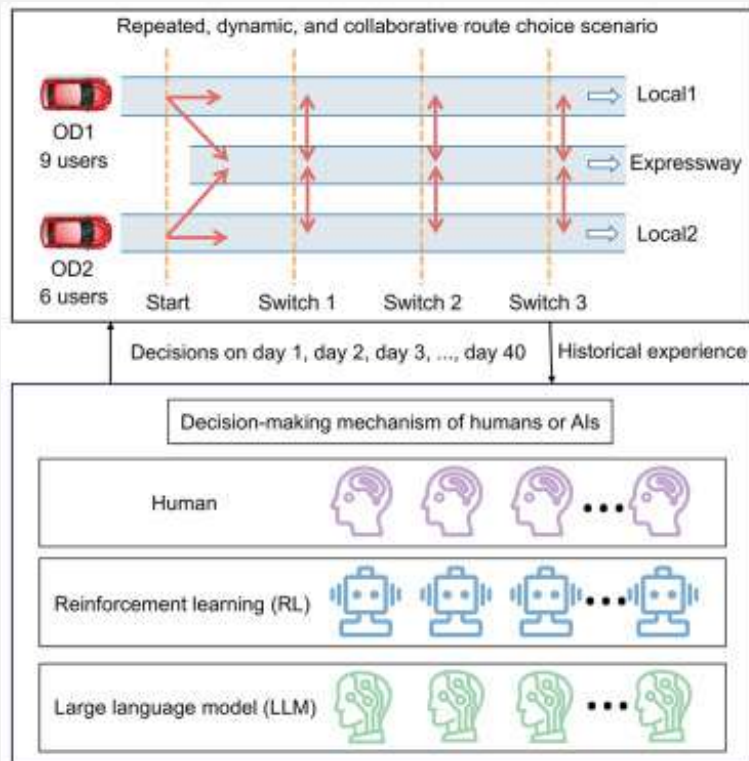 Repeated, dynamic, and collaborative route choice scenario
OD1
9 users
Local1
Expressway
OD2
6 users
Local2
Start
Switch 1
Switch 2
Switch 3
Decisions on day 1, day 2, day 3, ..., day 40
Historical experience
Decision-making mechanism of humans or AIs
Human
Reinforcement learning (RL)
Large language model (LLM)